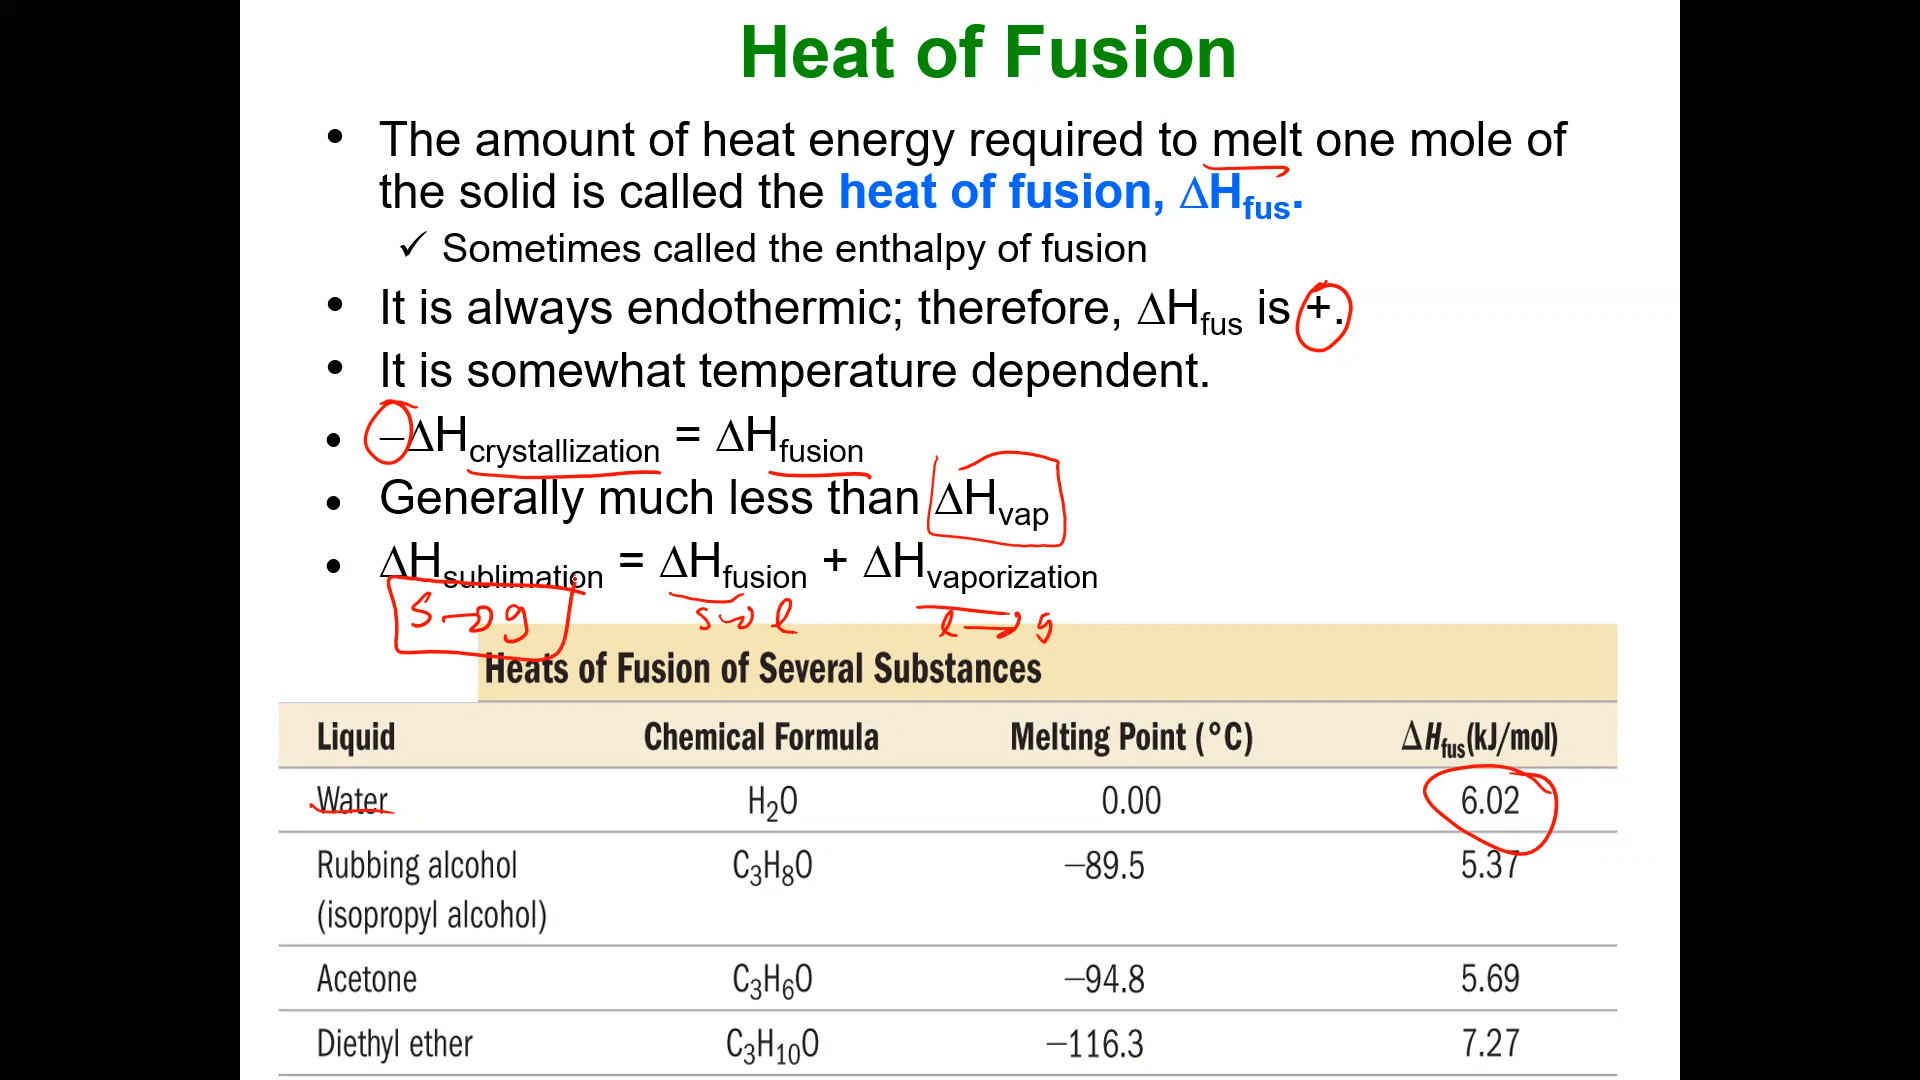 Heat of Fusion
• The amount of heat energy required to melt one mole of
the solid is called the heat of fusion, ΔHfus.
✓ Sometimes called the enthalpy of fusion
• It is always endothermic; therefore, ΔHfus is +.
• It is somewhat temperature dependent.
• –ΔHcrystallization = ΔHfusion
• Generally much less than ΔHvap
• ΔHsublimation = ΔHfusion + ΔHvaporization
s→g s→l l→g
Heats of Fusion of Several Substances
Liquid Chemical Formula Melting Point (°C) ΔHfus(kJ/mol)
Water H₂O 0.00 6.02
Rubbing alcohol C₃H₈O –89.5 5.37
(isopropyl alcohol)
Acetone C₃H₆O –94.8 5.69
Diethyl ether C₃H₁₀O –116.3 7.27